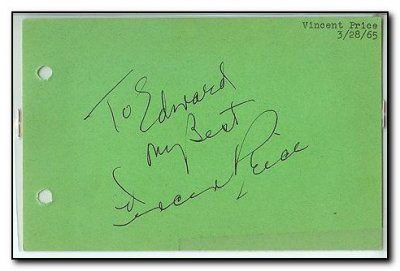 Vincent Price
3/28/65
To Edward
My Best
Vincent Price